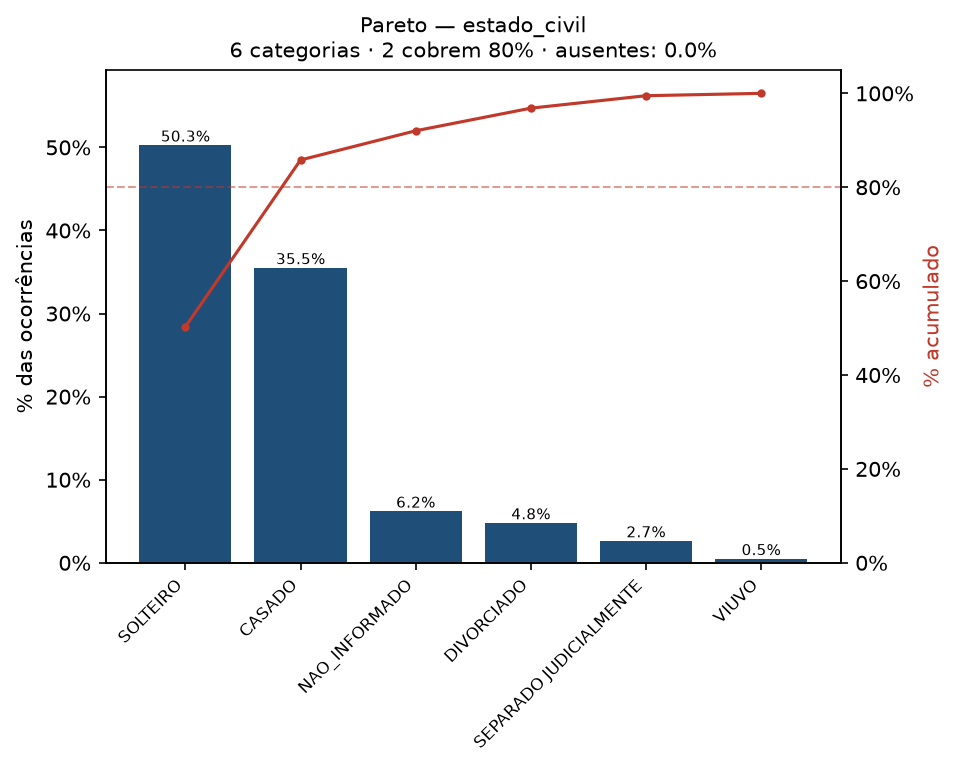 Pareto — estado_civil
6 categorias · 2 cobrem 80% · ausentes: 0.0%
% das ocorrências
50%
40%
30%
20%
10%
0%
50.3%
35.5%
6.2%
4.8%
2.7%
0.5%
100%
80%
60%
40%
20%
0%
% acumulado
SOLTEIRO
CASADO
NAO_INFORMADO
DIVORCIADO
SEPARADO JUDICIALMENTE
VIUVO